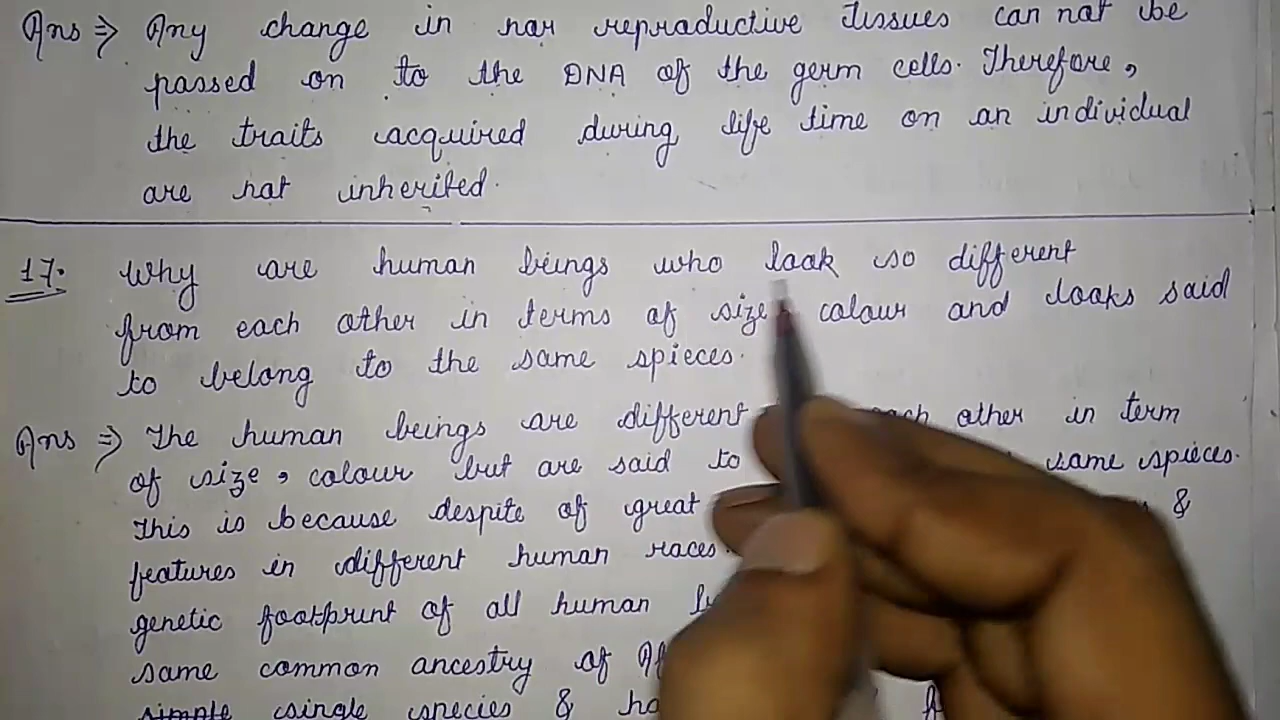 Ans ⇒ Any change in non reproductive tissues can not be
passed on to the DNA of the germ cells. Therefore,
the traits acquired during life time on an individual
are not inherited.
17. Why are human beings who look so different
from each other in terms of size colour and looks said
to belong to the same spieces.
Ans ⇒ The human beings are different each other in term
of size, colour but are said to same spieces.
This is because despite of great &
features in different human races.
genetic footprint of all human
same common ancestry of
simple single species &